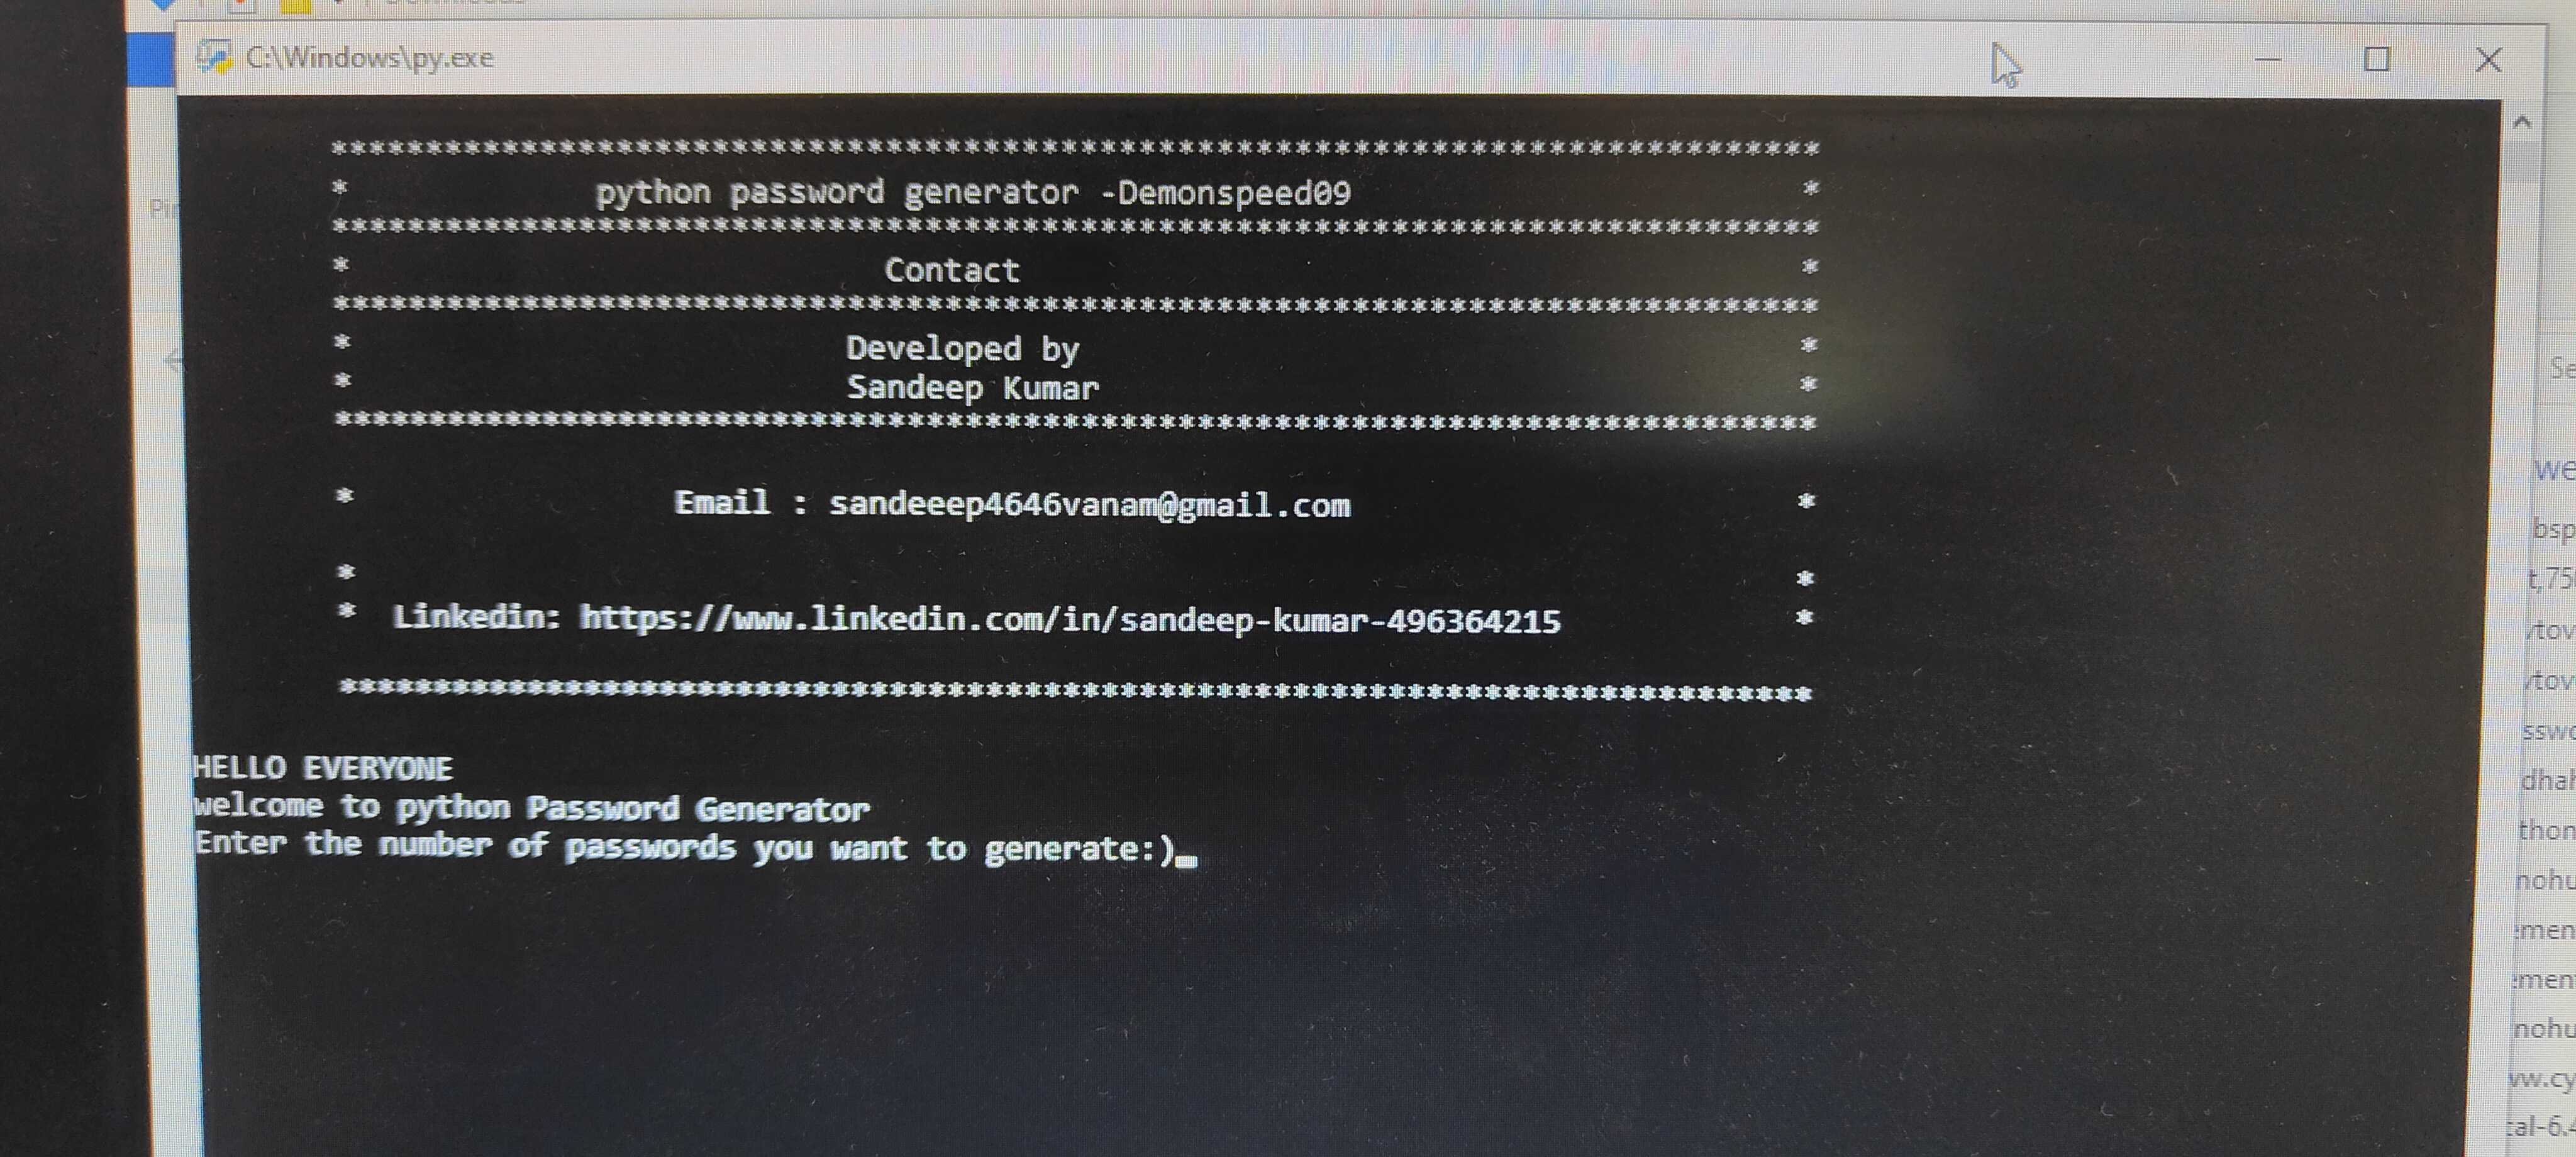 Downloads
C:\Windows\py.exe
*****************************************************************************
* python password generator -Demonspeed09 *
*****************************************************************************
* Contact *
*****************************************************************************
* Developed by *
* Sandeep Kumar *
*****************************************************************************
* Email : sandeeep4646vanam@gmail.com *
* *
* Linkedin: https://www.linkedin.com/in/sandeep-kumar-496364215 *
*****************************************************************************
HELLO EVERYONE
welcome to python Password Generator
Enter the number of passwords you want to generate:)_